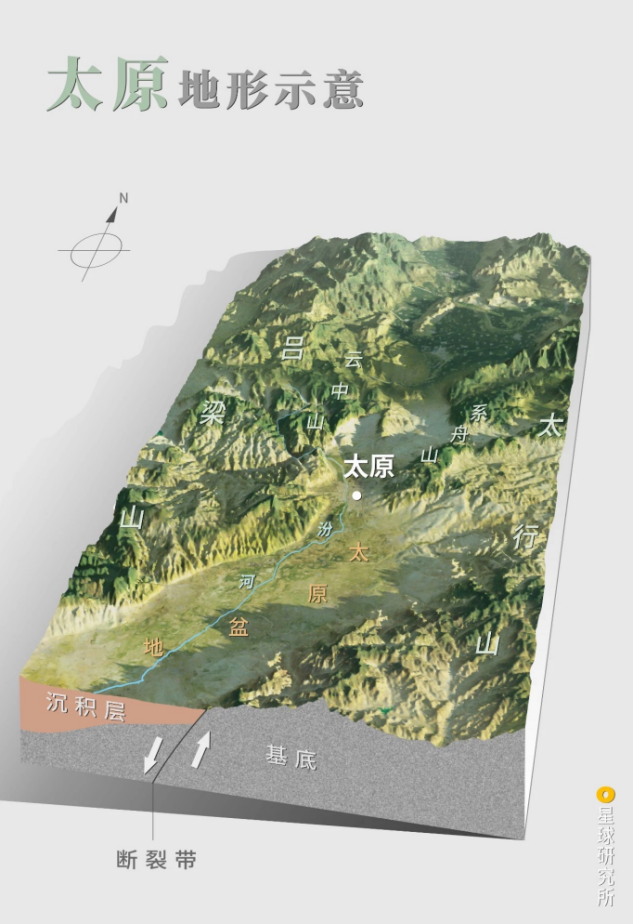 太原地形示意
N
吕梁山
云中山
系舟山
太行山
太原
汾河
太原盆地
沉积层
基底
断裂带
星球研究所